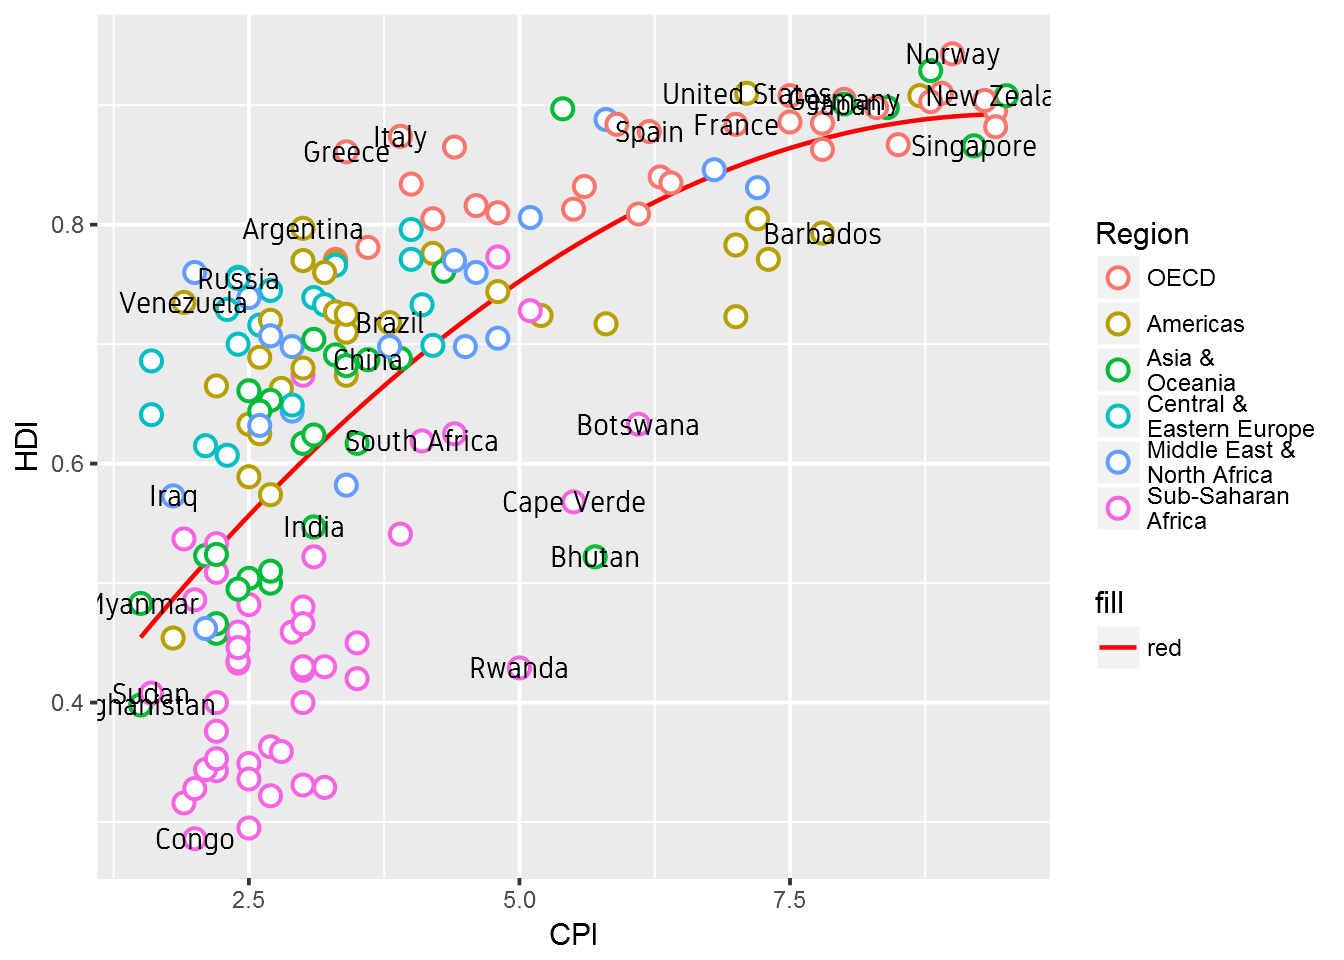 Norway
United States
Germany
Japan
New Zeala
Italy
Spain
France
Greece
Singapore
Argentina
Barbados
Russia
Venezuela
Brazil
China
Botswana
South Africa
Iraq
Cape Verde
India
Bhutan
Myanmar
Rwanda
Sudan
ghanistan
Congo
0.8
0.6
0.4
HDI
2.5
5.0
7.5
CPI
Region
OECD
Americas
Asia &
Oceania
Central &
Eastern Europe
Middle East &
North Africa
Sub-Saharan
Africa
fill
red